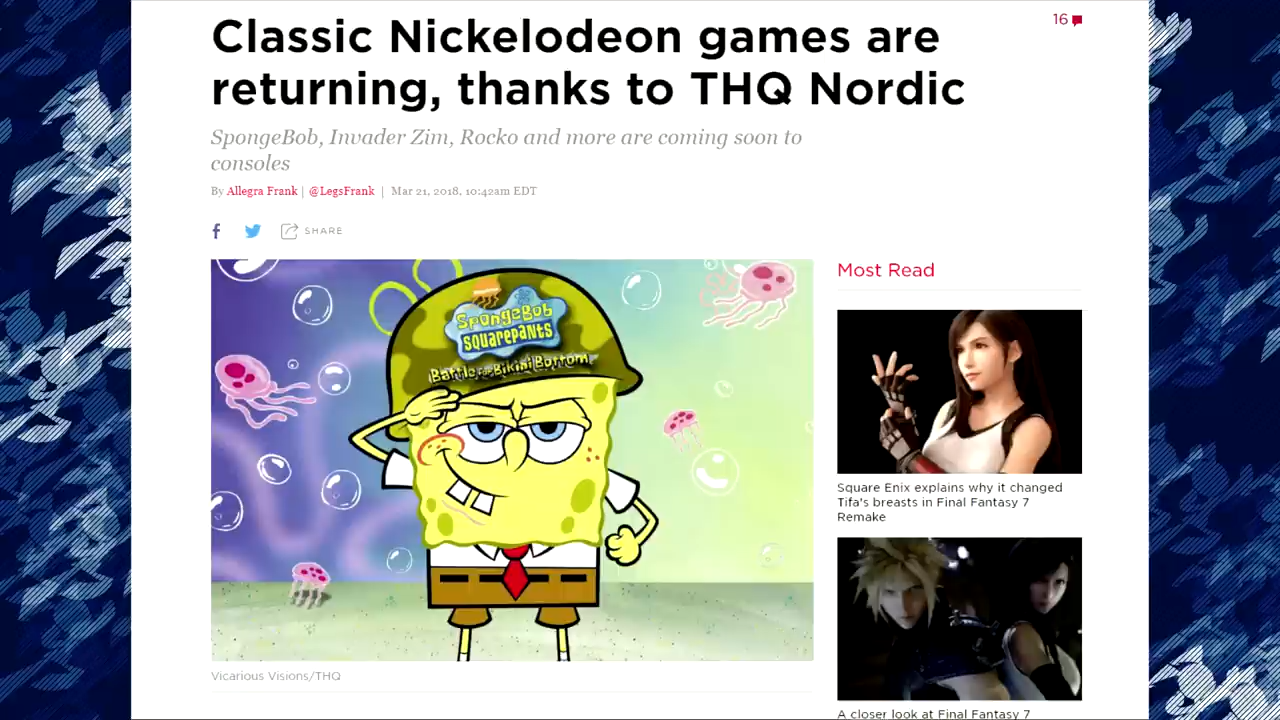 Classic Nickelodeon games are
returning, thanks to THQ Nordic
16
SpongeBob, Invader Zim, Rocko and more are coming soon to
consoles
By Allegra Frank | @LegsFrank | Mar 21, 2018, 10:42am EDT
SHARE
SpongeBob
SquarePants
Battle for Bikini Bottom
Vicarious Visions/THQ
Most Read
Square Enix explains why it changed
Tifa's breasts in Final Fantasy 7
Remake
A closer look at Final Fantasy 7